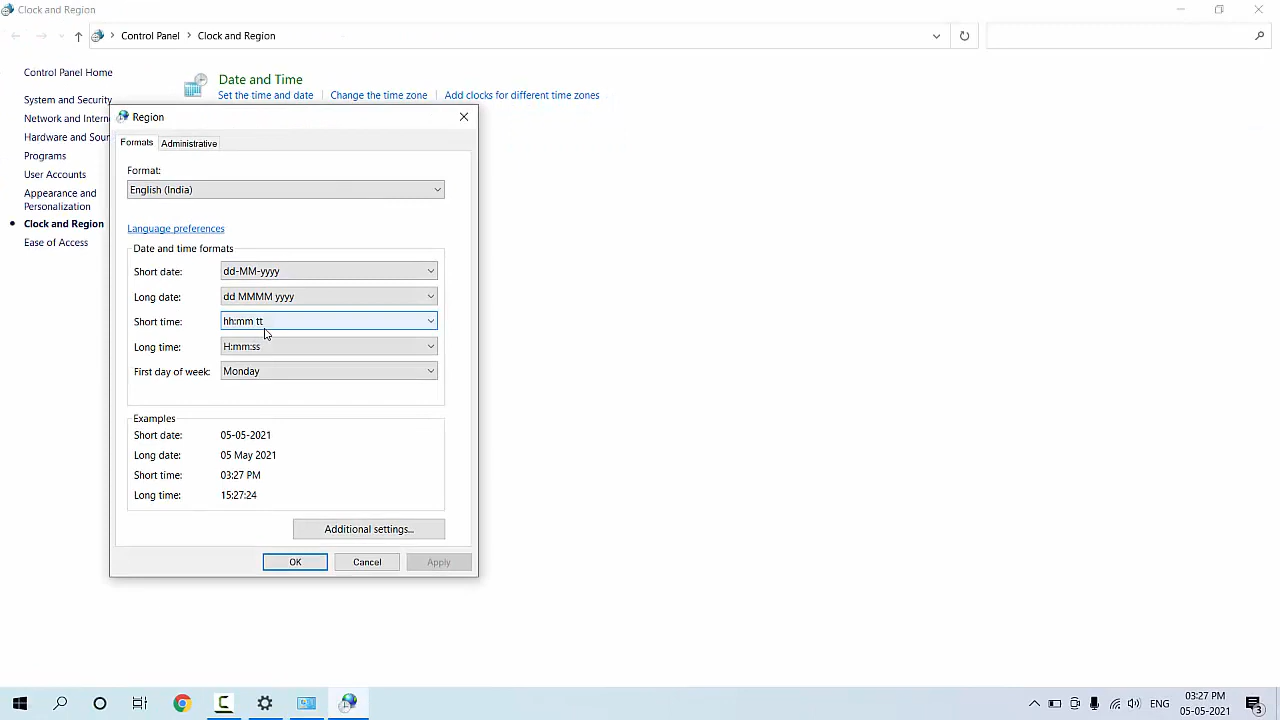 Clock and Region
Control Panel > Clock and Region
Control Panel Home
System and Security
Network and Intern
Hardware and Sour
Programs
User Accounts
Appearance and
Personalization
Clock and Region
Ease of Access
Date and Time
Set the time and date | Change the time zone | Add clocks for different time zones
Region
Formats Administrative
Format:
English (India)
Language preferences
Date and time formats
Short date: dd-MM-yyyy
Long date: dd MMMM yyyy
Short time: hh:mm tt
Long time: H:mm:ss
First day of week: Monday
Examples
Short date: 05-05-2021
Long date: 05 May 2021
Short time: 03:27 PM
Long time: 15:27:24
Additional settings...
OK Cancel Apply
C
ENG
03:27 PM
05-05-2021
3